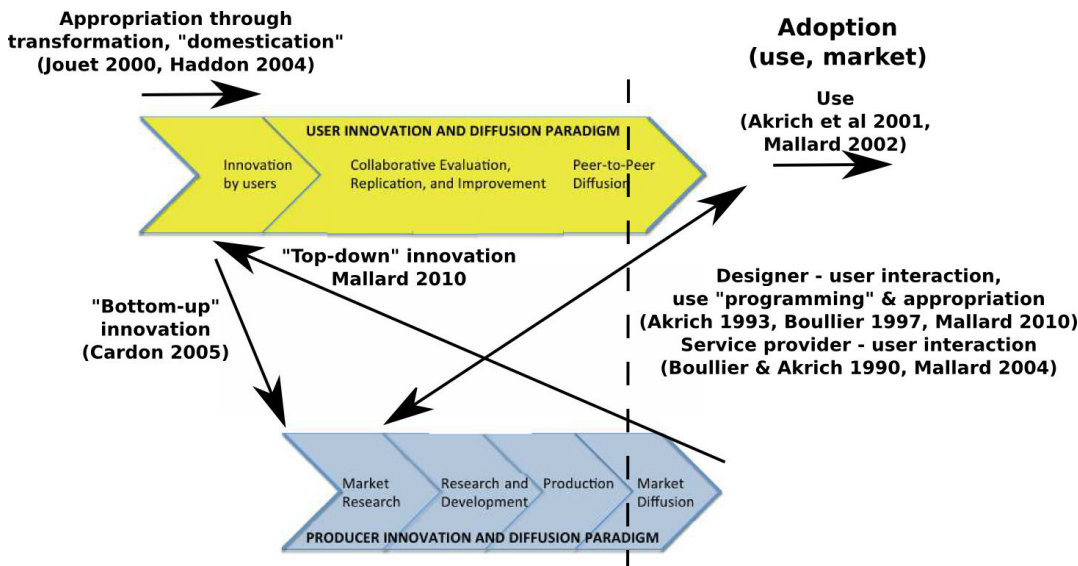 Appropriation through
transformation, "domestication"
(Jouet 2000, Haddon 2004)
Adoption
(use, market)
Use
(Akrich et al 2001,
Mallard 2002)
USER INNOVATION AND DIFFUSION PARADIGM
Innovation
by users
Collaborative Evaluation,
Replication, and Improvement
Peer-to-Peer
Diffusion
"Top-down" innovation
Mallard 2010
"Bottom-up"
innovation
(Cardon 2005)
Designer - user interaction,
use "programming" & appropriation
(Akrich 1993, Boullier 1997, Mallard 2010)
Service provider - user interaction
(Boullier & Akrich 1990, Mallard 2004)
Market
Research
Research and
Development
Production
Market
Diffusion
PRODUCER INNOVATION AND DIFFUSION PARADIGM